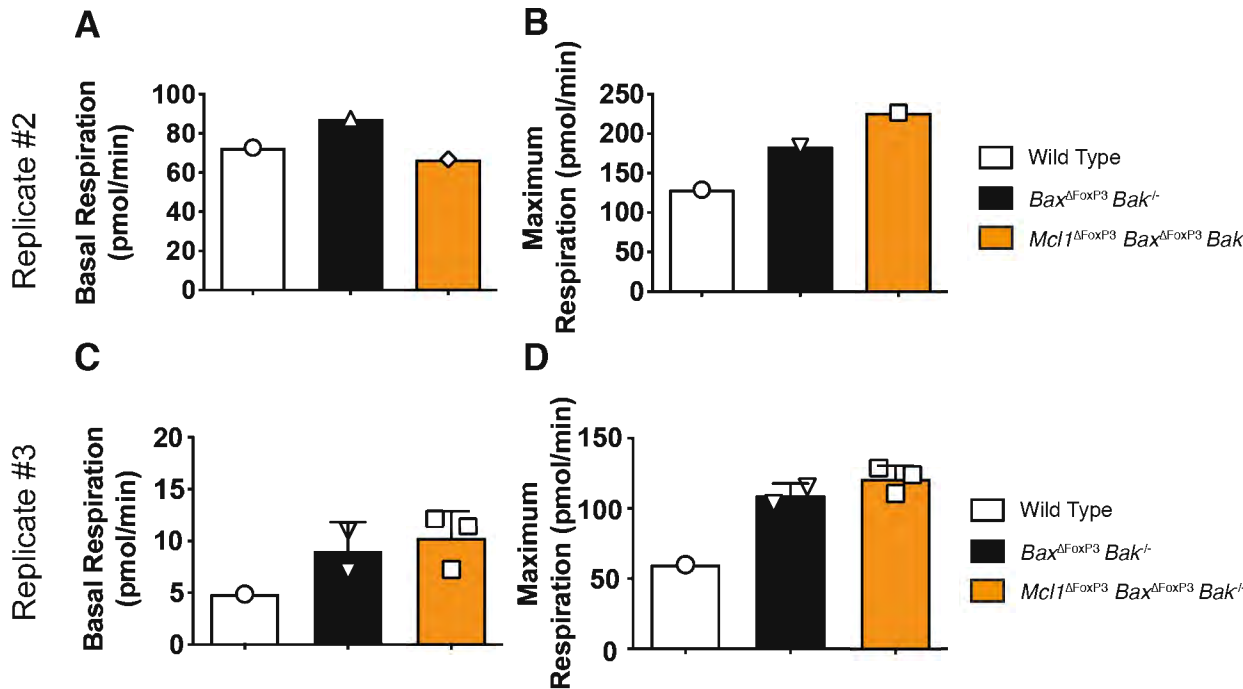 A
B
Replicate #2
Basal Respiration
(pmol/min)
100
80
60
40
20
0
Maximum
Respiration (pmol/min)
250
200
150
100
50
0
Wild Type
Bax^ΔFoxP3 Bak^-/-
Mcl1^ΔFoxP3 Bax^ΔFoxP3 Bak
C
D
Replicate #3
Basal Respiration
(pmol/min)
20
15
10
5
0
Maximum
Respiration (pmol/min)
150
100
50
0
Wild Type
Bax^ΔFoxP3 Bak^-/-
Mcl1^ΔFoxP3 Bax^ΔFoxP3 Bak^-/-